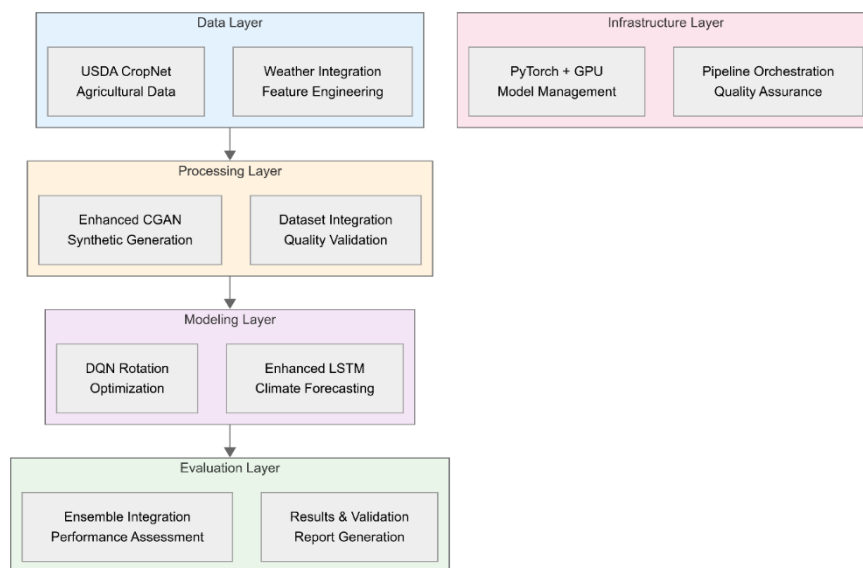 Data Layer
USDA CropNet
Agricultural Data
Weather Integration
Feature Engineering
Infrastructure Layer
PyTorch + GPU
Model Management
Pipeline Orchestration
Quality Assurance
Processing Layer
Enhanced CGAN
Synthetic Generation
Dataset Integration
Quality Validation
Modeling Layer
DQN Rotation
Optimization
Enhanced LSTM
Climate Forecasting
Evaluation Layer
Ensemble Integration
Performance Assessment
Results & Validation
Report Generation